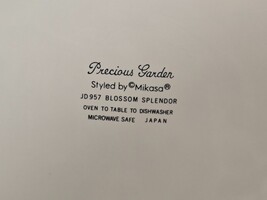 Precious Garden
Styled by ©Mikasa®
JD957 BLOSSOM SPLENDOR
OVEN TO TABLE TO DISHWASHER
MICROWAVE SAFE JAPAN